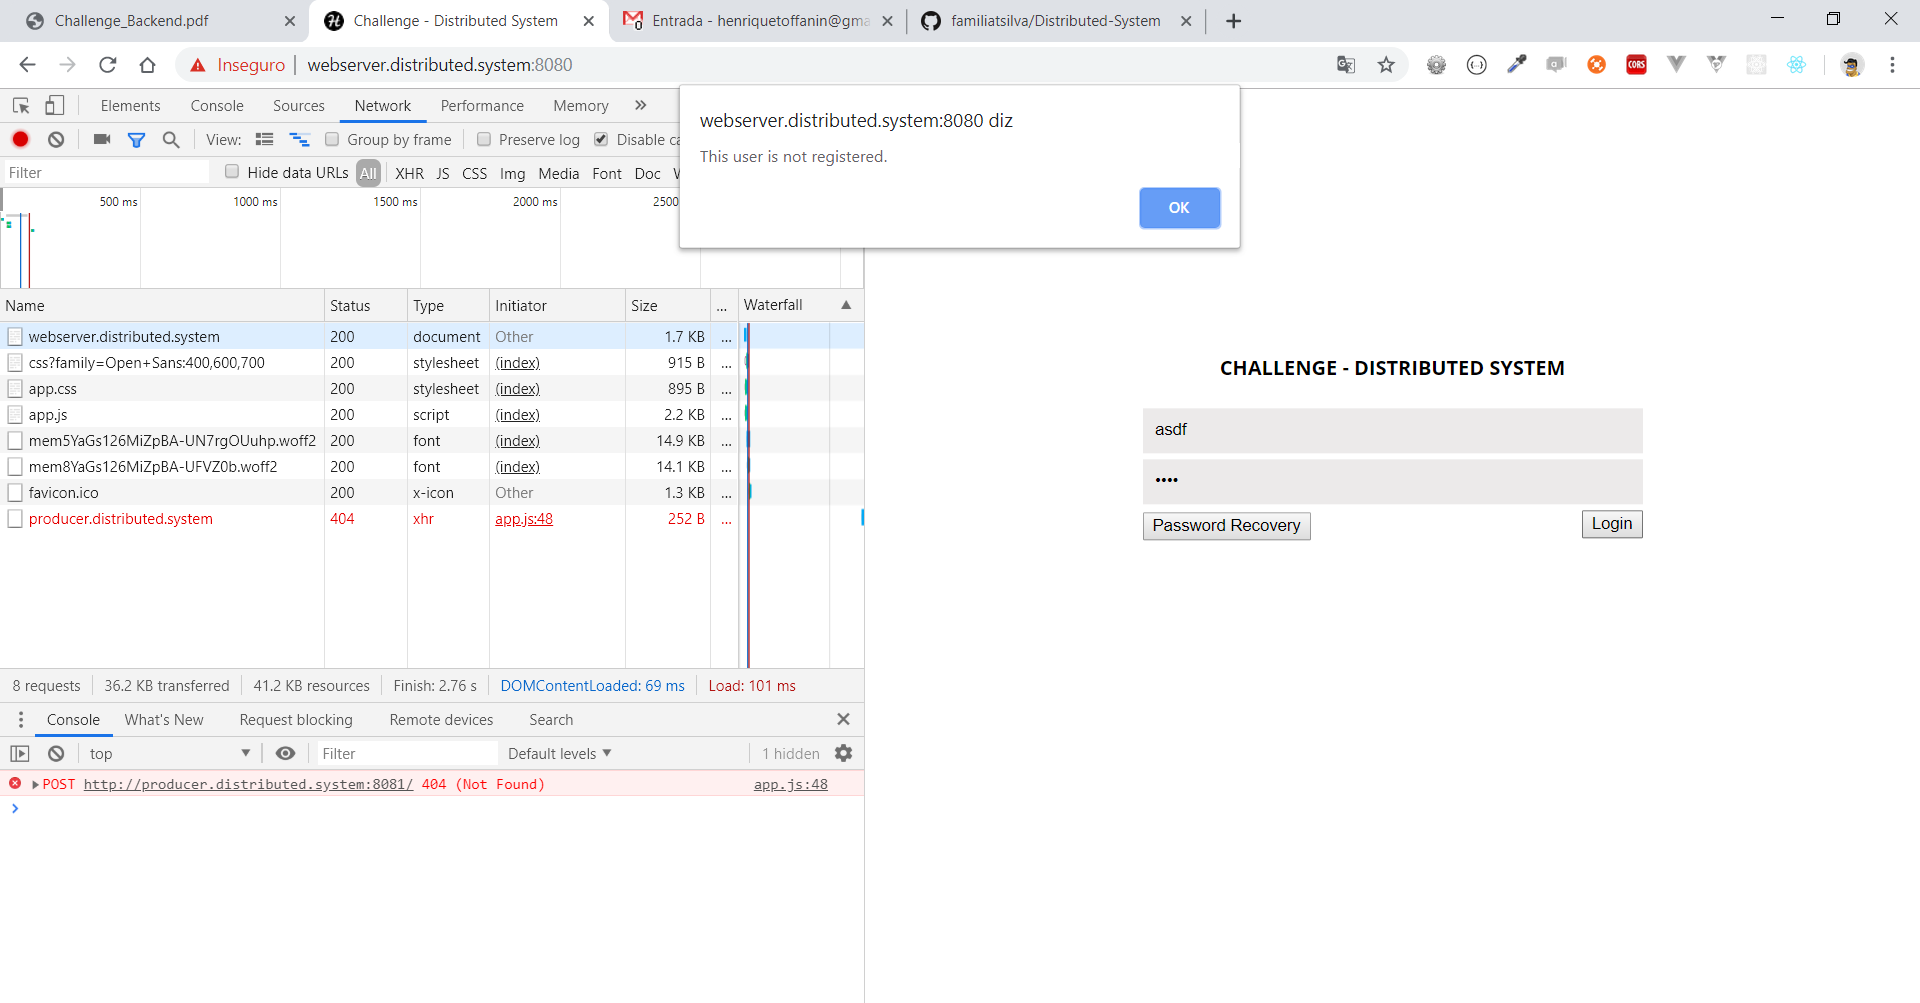 Challenge_Backend.pdf
Challenge - Distributed System
Entrada - henriquetoffanin@gma
familiatsilva/Distributed-System
Inseguro | webserver.distributed.system:8080
CORS
Elements Console Sources Network Performance Memory »
View: Group by frame Preserve log Disable ca
Filter Hide data URLs All XHR JS CSS Img Media Font Doc W
500 ms 1000 ms 1500 ms 2000 ms 2500
webserver.distributed.system:8080 diz
This user is not registered.
OK
Name Status Type Initiator Size ... Waterfall
webserver.distributed.system 200 document Other 1.7 KB ...
css?family=Open+Sans:400,600,700 200 stylesheet (index) 915 B ...
app.css 200 stylesheet (index) 895 B ...
app.js 200 script (index) 2.2 KB ...
mem5YaGs126MiZpBA-UN7rgOUuhp.woff2 200 font (index) 14.9 KB ...
mem8YaGs126MiZpBA-UFVZ0b.woff2 200 font (index) 14.1 KB ...
favicon.ico 200 x-icon Other 1.3 KB ...
producer.distributed.system 404 xhr app.js:48 252 B ...
8 requests 36.2 KB transferred 41.2 KB resources Finish: 2.76 s DOMContentLoaded: 69 ms Load: 101 ms
Console What's New Request blocking Remote devices Search
top Filter Default levels 1 hidden
POST http://producer.distributed.system:8081/ 404 (Not Found) app.js:48
CHALLENGE - DISTRIBUTED SYSTEM
asdf
••••
Password Recovery Login